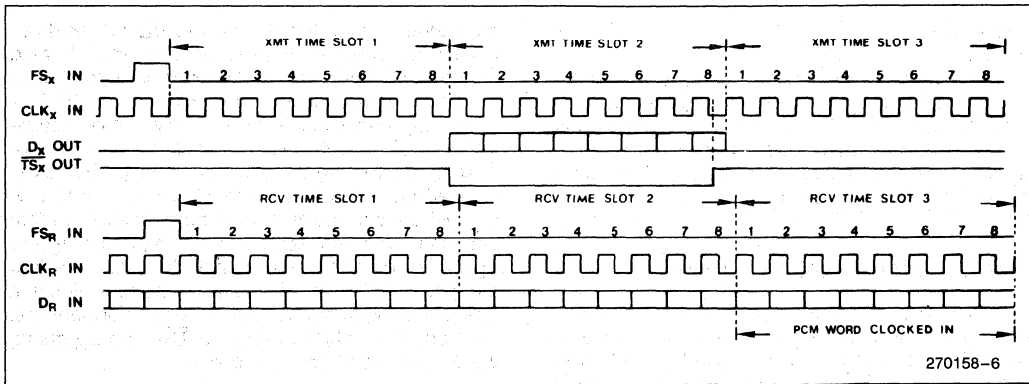 XMT TIME SLOT 1 XMT TIME SLOT 2 XMT TIME SLOT 3
FSX IN 1 2 3 4 5 6 7 8 1 2 3 4 5 6 7 8 1 2 3 4 5 6 7 8
CLKX IN
DX OUT
TSX OUT
RCV TIME SLOT 1 RCV TIME SLOT 2 RCV TIME SLOT 3
FSR IN 1 2 3 4 5 6 7 8 1 2 3 4 5 6 7 8 1 2 3 4 5 6 7 8
CLKR IN
DR IN
PCM WORD CLOCKED IN
270158-6